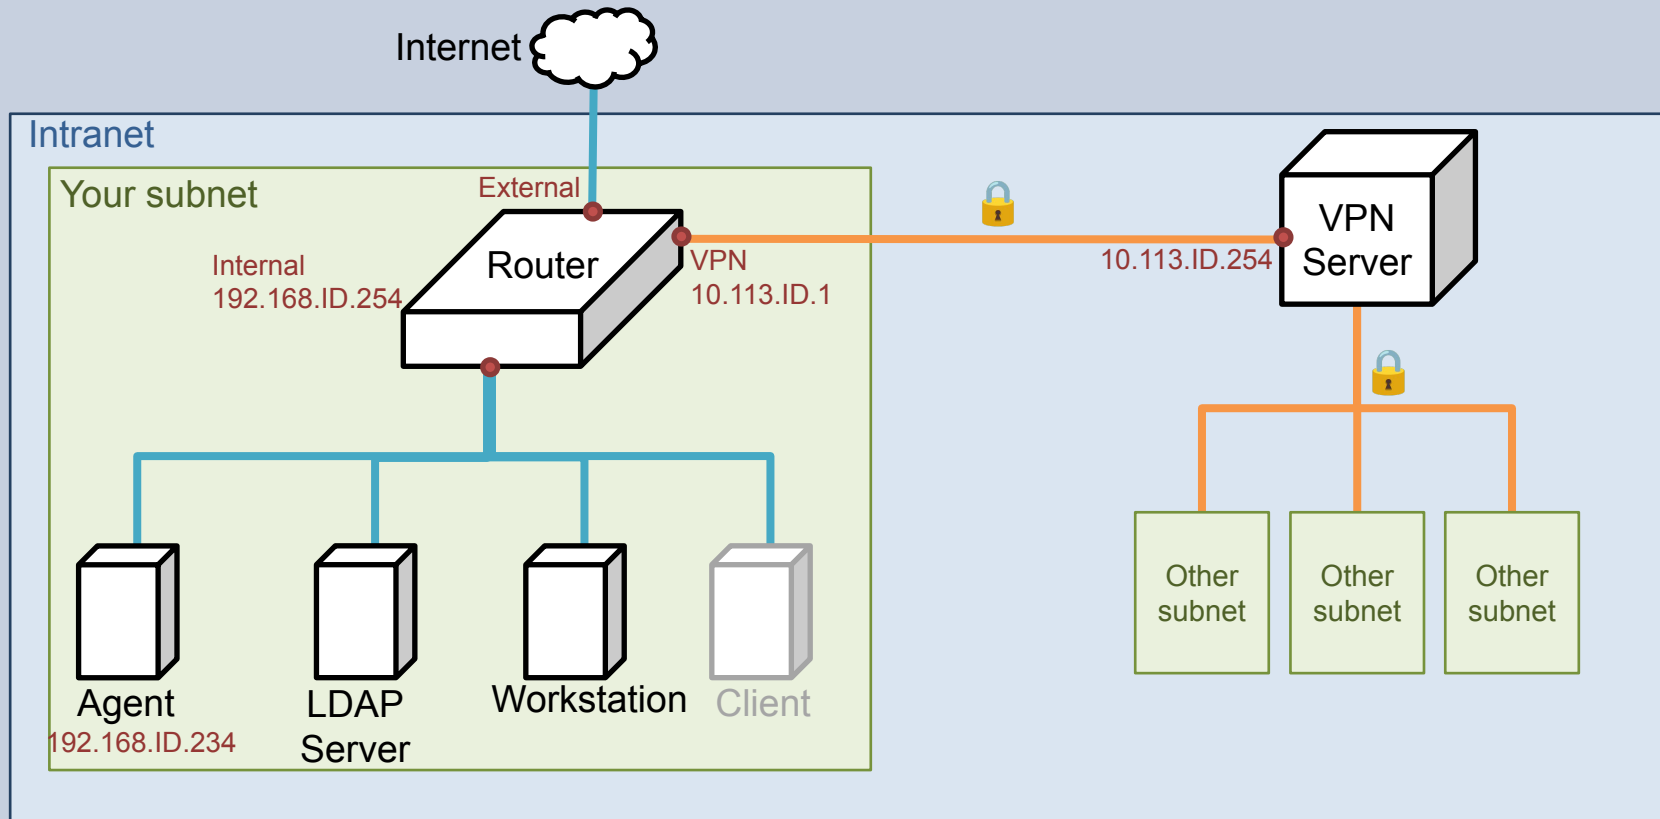 Internet
Intranet
Your subnet
External
Router
Internal
192.168.ID.254
VPN
10.113.ID.1
10.113.ID.254
VPN
Server
Agent
192.168.ID.234
LDAP
Server
Workstation
Client
Other
subnet
Other
subnet
Other
subnet